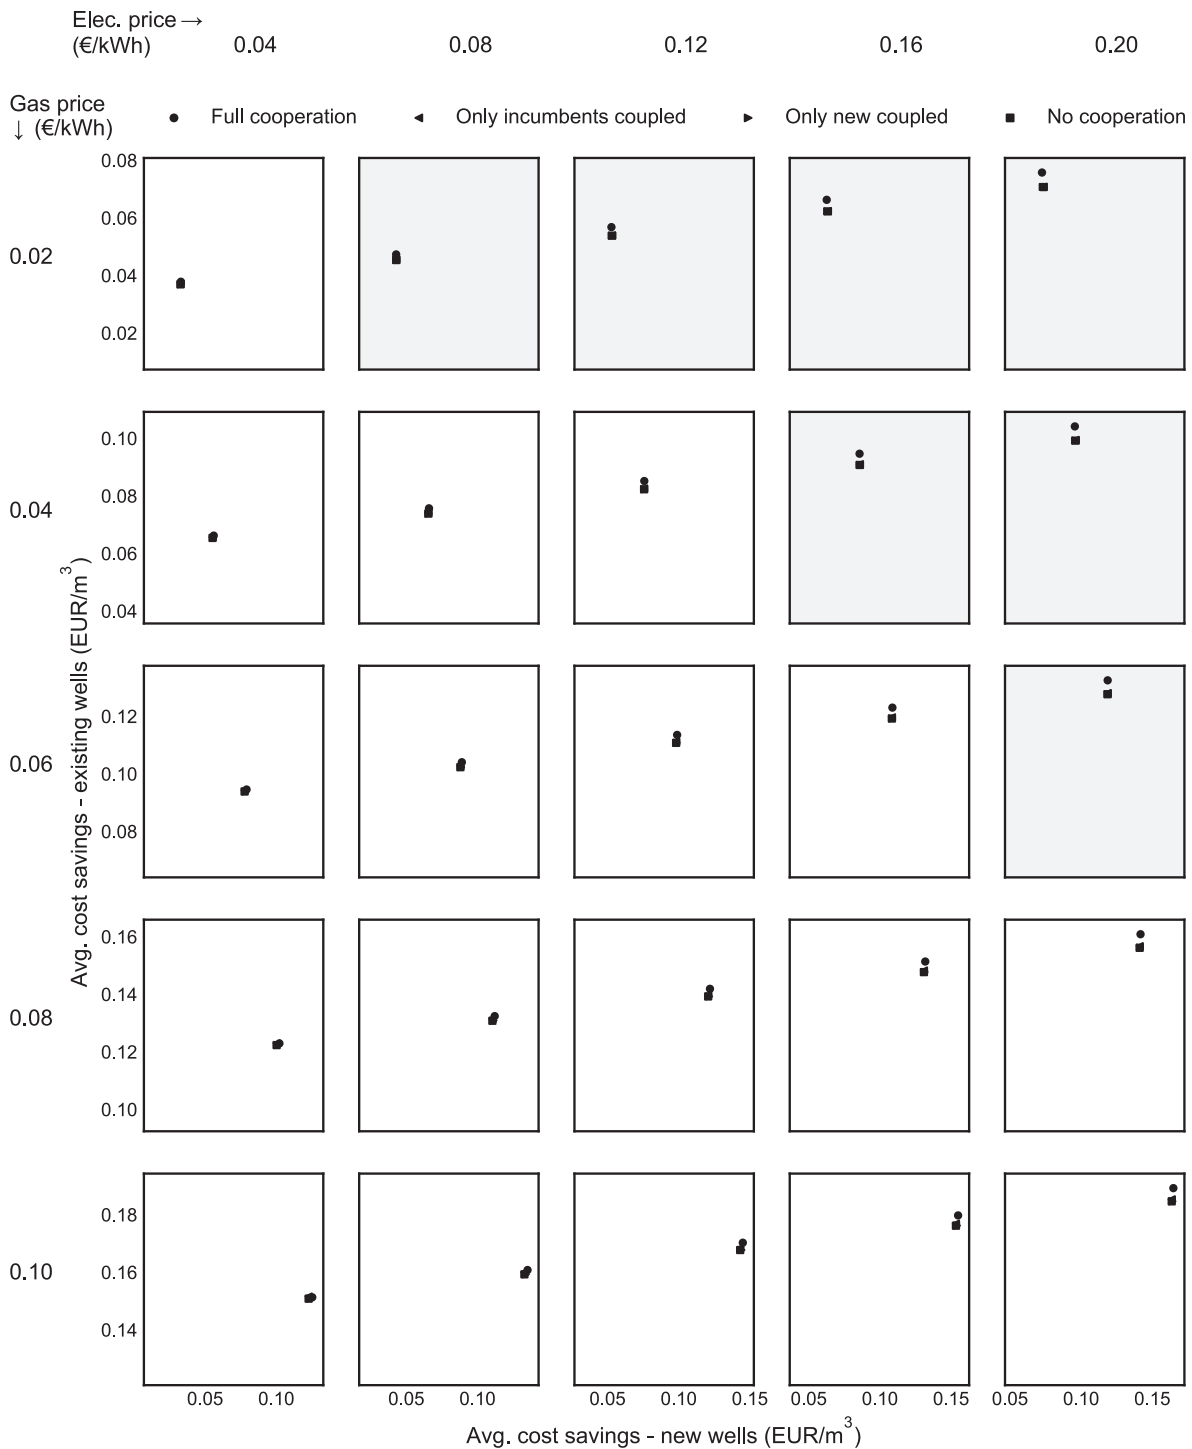 Elec. price →
(€/kWh) 0.04 0.08 0.12 0.16 0.20
Gas price
↓ (€/kWh)
Full cooperation Only incumbents coupled Only new coupled No cooperation
0.02
0.08
0.06
0.04
0.02
0.04
0.10
0.08
0.06
0.04
0.06
0.12
0.10
0.08
0.08
0.16
0.14
0.12
0.10
0.10
0.18
0.16
0.14
Avg. cost savings - existing wells (EUR/m³)
0.05 0.10 0.05 0.10 0.05 0.10 0.15 0.05 0.10 0.15 0.05 0.10 0.15
Avg. cost savings - new wells (EUR/m³)